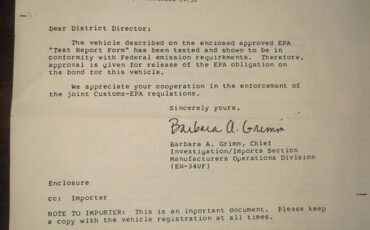 Dear District Director:
The vehicle described on the enclosed approved EPA
"Test Report Form" has been tested and shown to be in
conformity with Federal emission requirments. Therefore,
approval is given for release of the EPA obligation on
the bond for this vehicle.
We appreciate your cooperation in the enforcement of
the joint Customs-EPA regulations.
Sincerely yours,
Barbara A. Grimm
Barbara A. Grimm, Chief
Investigation/Imports Section
Manufacturers Operations Division
(EN-340F)
Enclosure
cc: Importer
NOTE TO IMPORTER: This is an important document. Please keep
a copy with the vehicle registration at all times.